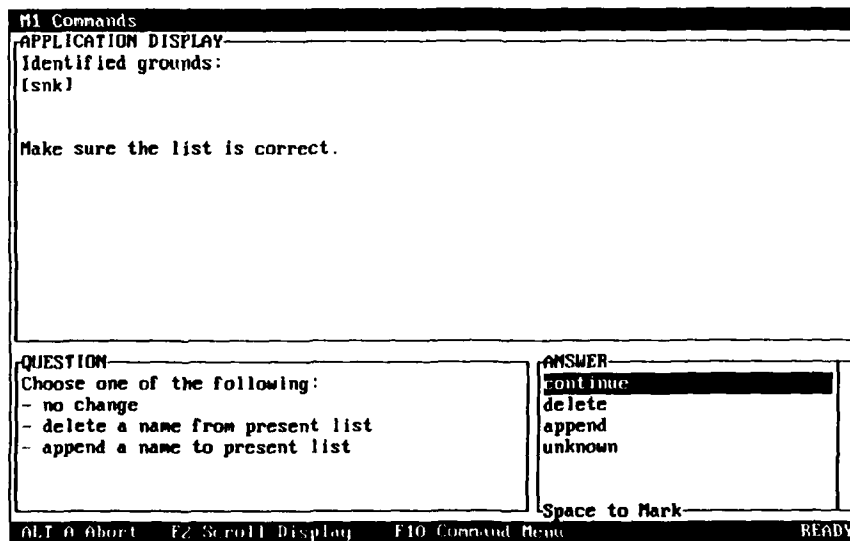 M1 Commands
APPLICATION DISPLAY
Identified grounds:
[snk]
Make sure the list is correct.
QUESTION
Choose one of the following:
- no change
- delete a name from present list
- append a name to present list
ANSWER
continue
delete
append
unknown
Space to Mark
ALT A Abort F2 Scroll Display F10 Command Menu READY